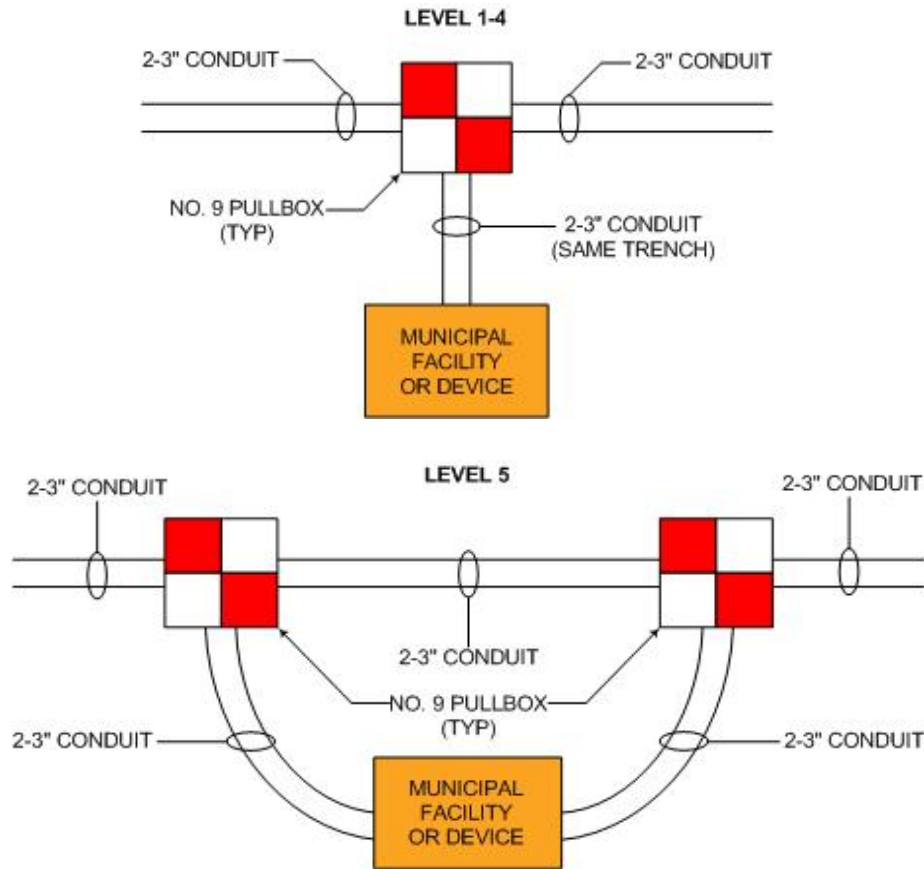 LEVEL 1-4
2-3" CONDUIT
2-3" CONDUIT
NO. 9 PULLBOX
(TYP)
2-3" CONDUIT
(SAME TRENCH)
MUNICIPAL
FACILITY
OR DEVICE
LEVEL 5
2-3" CONDUIT
2-3" CONDUIT
2-3" CONDUIT
NO. 9 PULLBOX
(TYP)
2-3" CONDUIT
2-3" CONDUIT
MUNICIPAL
FACILITY
OR DEVICE